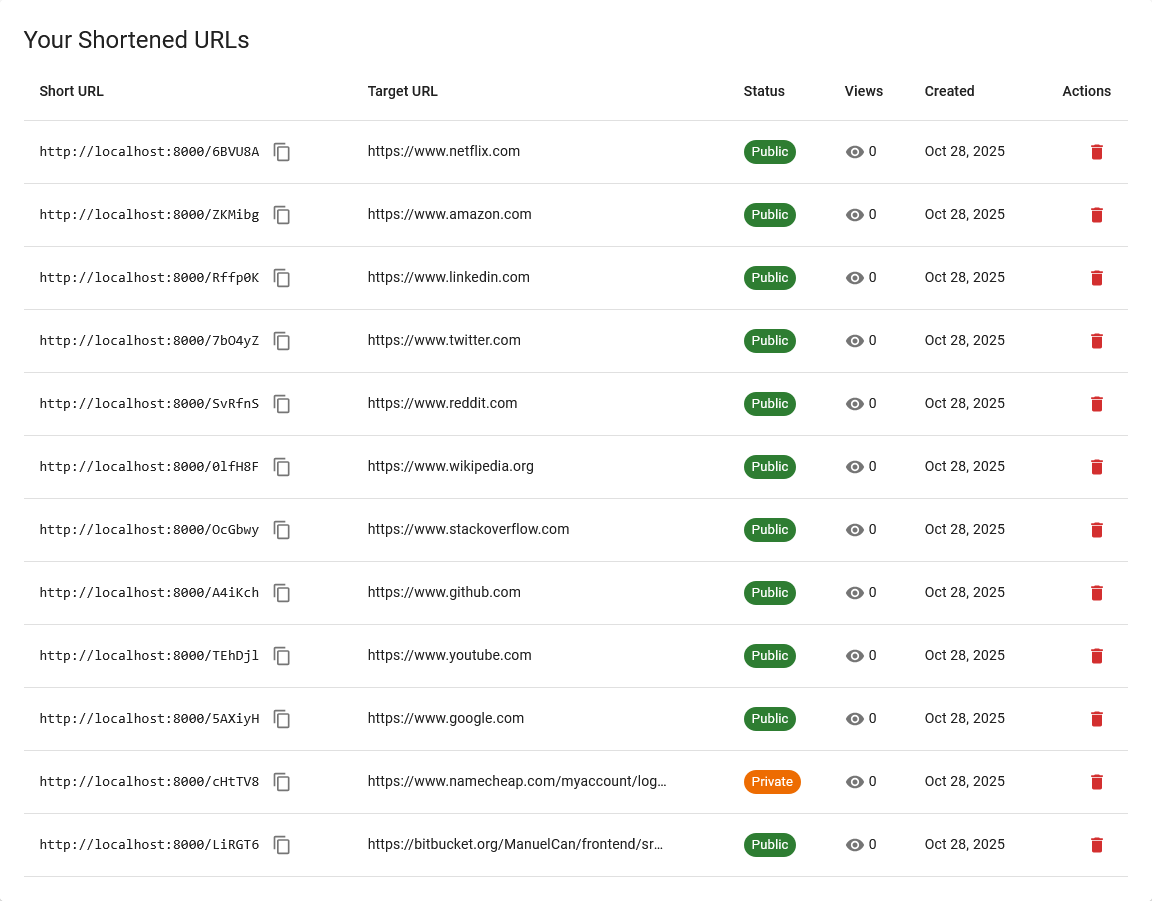 Your Shortened URLs
Short URL Target URL Status Views Created Actions
http://localhost:8000/6BVU8A https://www.netflix.com Public 0 Oct 28, 2025
http://localhost:8000/ZKMibg https://www.amazon.com Public 0 Oct 28, 2025
http://localhost:8000/Rffp0K https://www.linkedin.com Public 0 Oct 28, 2025
http://localhost:8000/7bO4yZ https://www.twitter.com Public 0 Oct 28, 2025
http://localhost:8000/SvRfnS https://www.reddit.com Public 0 Oct 28, 2025
http://localhost:8000/0lfH8F https://www.wikipedia.org Public 0 Oct 28, 2025
http://localhost:8000/OcGbwy https://www.stackoverflow.com Public 0 Oct 28, 2025
http://localhost:8000/A4iKch https://www.github.com Public 0 Oct 28, 2025
http://localhost:8000/TEhDjl https://www.youtube.com Public 0 Oct 28, 2025
http://localhost:8000/5AXiyH https://www.google.com Public 0 Oct 28, 2025
http://localhost:8000/cHtTV8 https://www.namecheap.com/myaccount/log... Private 0 Oct 28, 2025
http://localhost:8000/LiRGT6 https://bitbucket.org/ManuelCan/frontend/sr... Public 0 Oct 28, 2025